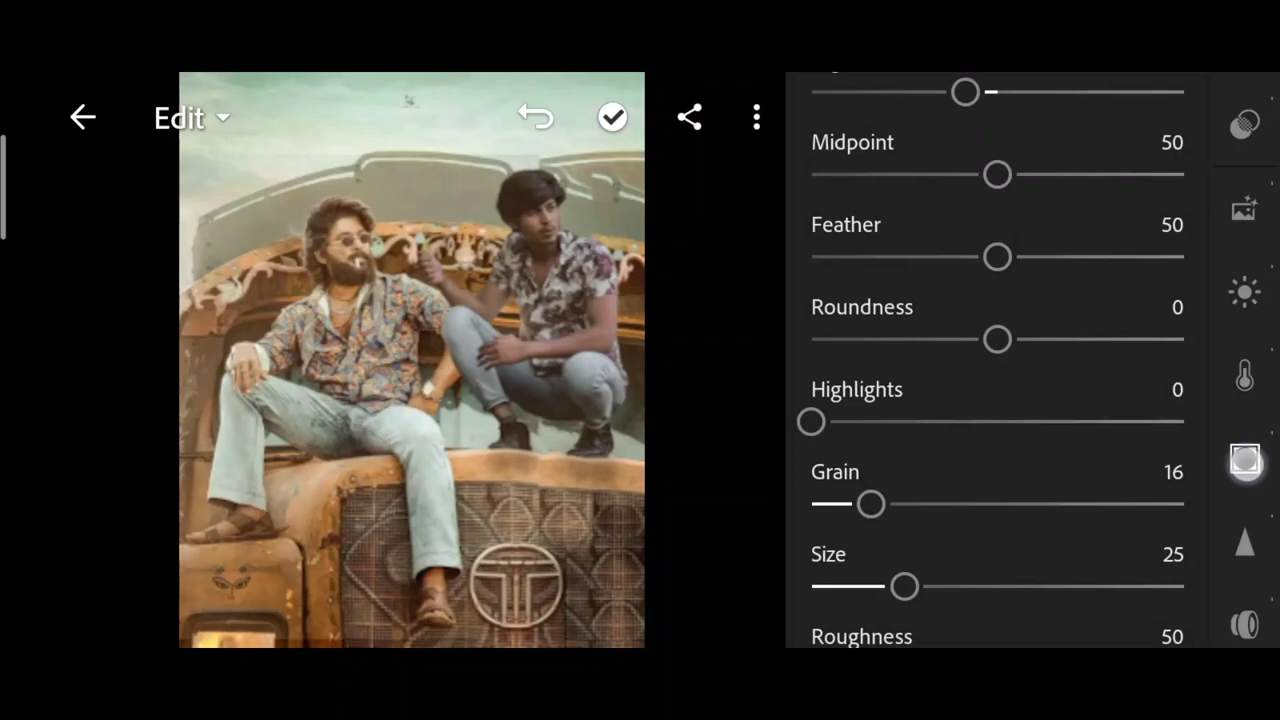 Edit
Midpoint 50
Feather 50
Roundness 0
Highlights 0
Grain 16
Size 25
Roughness 50